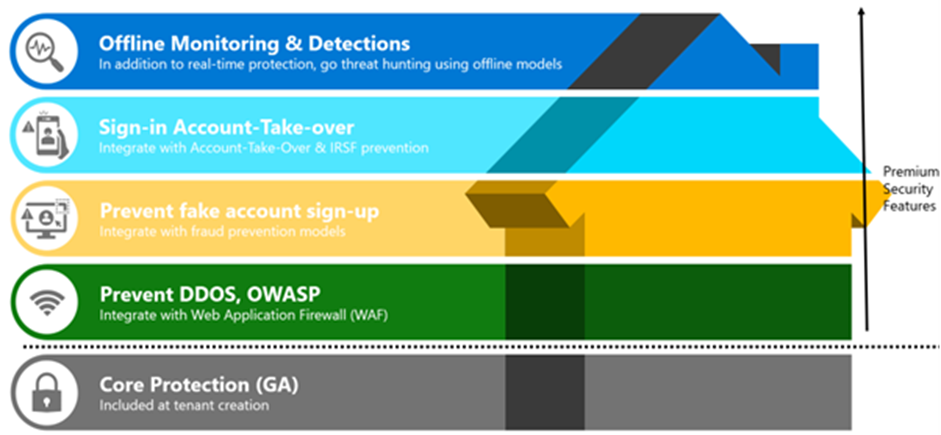 Offline Monitoring & Detections
In addition to real-time protection, go threat hunting using offline models
Sign-in Account-Take-over
Integrate with Account-Take-Over & IRSF prevention
Prevent fake account sign-up
Integrate with fraud prevention models
Premium
Security
Features
Prevent DDOS, OWASP
Integrate with Web Application Firewall (WAF)
Core Protection (GA)
Included at tenant creation